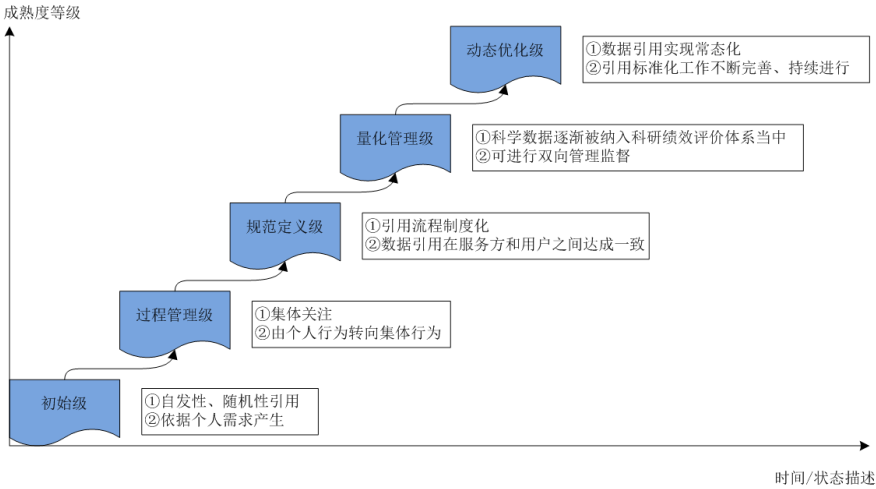 成熟度等级
动态优化级
①数据引用实现常态化
②引用标准化工作不断完善、持续进行
量化管理级
①科学数据逐渐被纳入科研绩效评价体系当中
②可进行双向管理监督
规范定义级
①引用流程制度化
②数据引用在服务方和用户之间达成一致
过程管理级
①集体关注
②由个人行为转向集体行为
初始级
①自发性、随机性引用
②依据个人需求产生
时间/状态描述